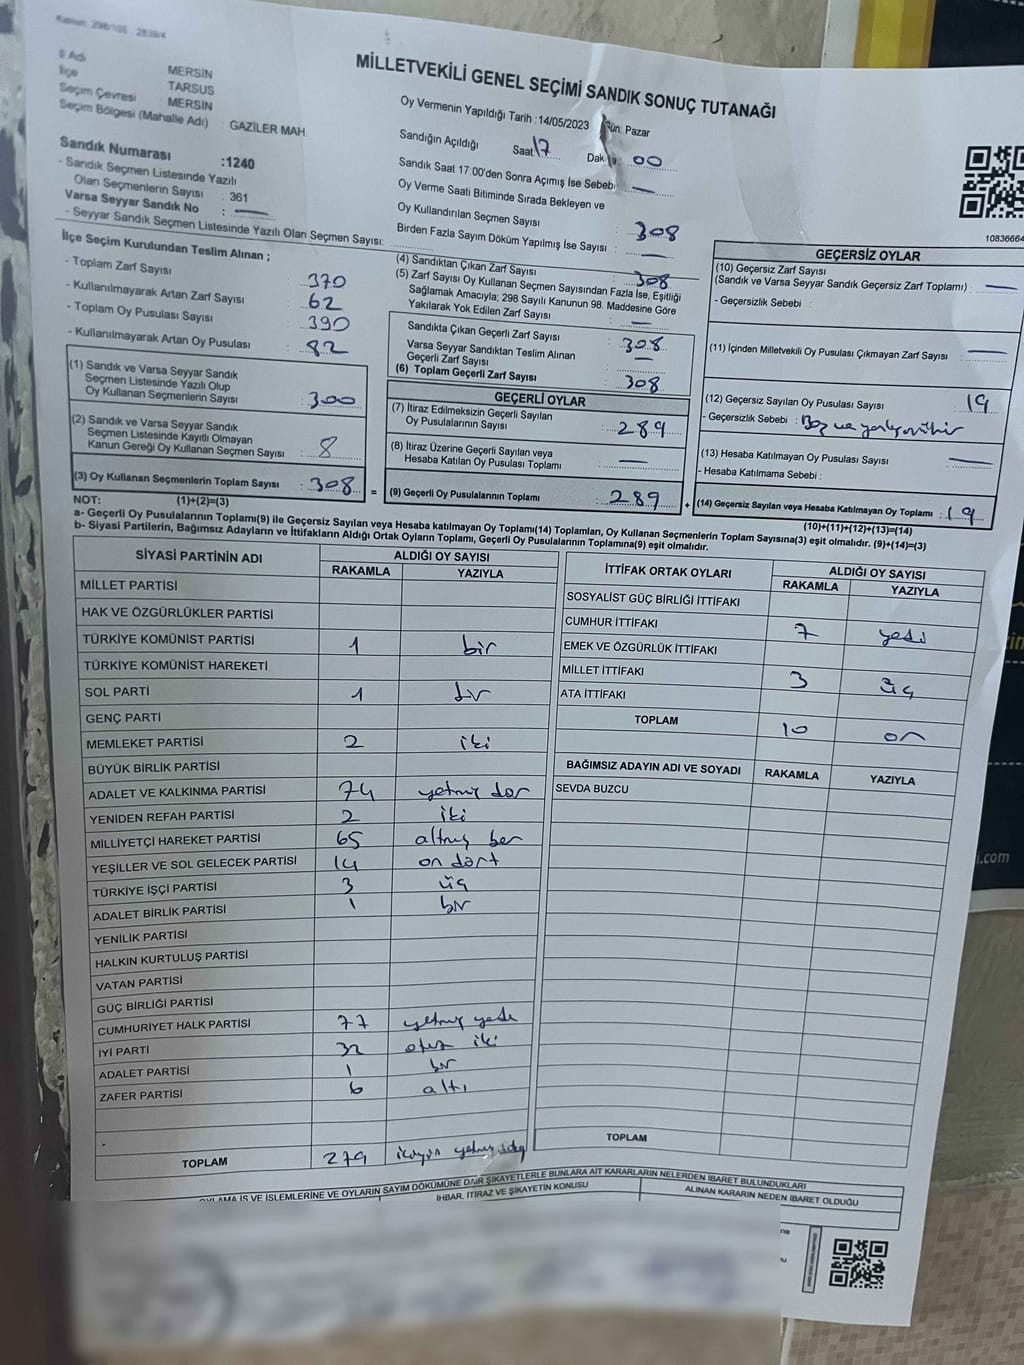 Kanun: 298/105
MİLLETVEKİLİ GENEL SEÇİMİ SANDIK SONUÇ TUTANAĞI
İl Adı MERSİN
İlçe TARSUS
Seçim Çevresi : MERSİN
Seçim Bölgesi (Mahalle Adı) : GAZİLER MAH
Sandık Numarası :1240
- Sandık Seçmen Listesinde Yazılı
Olan Seçmenlerin Sayısı : 361
Varsa Seyyar Sandık No : —
- Seyyar Sandık Seçmen Listesinde Yazılı Olan Seçmen Sayısı:
Oy Vermenin Yapıldığı Tarih :14/05/2023 Gün: Pazar
Sandığın Açıldığı Saat 17 Dak 00
Sandık Saat 17:00'den Sonra Açımış İse Sebebi —
Oy Verme Saati Bitiminde Sırada Bekleyen ve
Oy Kullandırılan Seçmen Sayısı : 308
Birden Fazla Sayım Döküm Yapılmış İse Sayısı : —
İlçe Seçim Kurulundan Teslim Alınan ;
- Toplam Zarf Sayısı : 370
- Kullanılmayarak Artan Zarf Sayısı : 62
- Toplam Oy Pusulası Sayısı : 390
- Kullanılmayarak Artan Oy Pusulası : 82
(1) Sandık ve Varsa Seyyar Sandık
Seçmen Listesinde Yazılı Olup
Oy Kullanan Seçmenlerin Sayısı : 300
(2) Sandık ve Varsa Seyyar Sandık
Seçmen Listesinde Kayıtlı Olmayan
Kanun Gereği Oy Kullanan Seçmen Sayısı : 8
(3) Oy Kullanan Seçmenlerin Toplam Sayısı : 308 =
NOT: (1)+(2)=(3)
(4) Sandıktan Çıkan Zarf Sayısı : 308
(5) Zarf Sayısı Oy Kullanan Seçmen Sayısından Fazla İse, Eşitliği
Sağlamak Amacıyla; 298 Sayılı Kanunun 98. Maddesine Göre
Yakılarak Yok Edilen Zarf Sayısı : —
Sandıkta Çıkan Geçerli Zarf Sayısı : 308
Varsa Seyyar Sandıktan Teslim Alınan
Geçerli Zarf Sayısı : —
(6) Toplam Geçerli Zarf Sayısı : 308
GEÇERLİ OYLAR
(7) İtiraz Edilmeksizin Geçerli Sayılan
Oy Pusulalarının Sayısı : 289
(8) İtiraz Üzerine Geçerli Sayılan veya
Hesaba Katılan Oy Pusulası Toplamı : —
(9) Geçerli Oy Pusulalarının Toplamı : 289 +
10836664
GEÇERSİZ OYLAR
(10) Geçersiz Zarf Sayısı
(Sandık ve Varsa Seyyar Sandık Geçersiz Zarf Toplamı) : —
- Geçersizlik Sebebi :
(11) İçinden Milletvekili Oy Pusulası Çıkmayan Zarf Sayısı : —
(12) Geçersiz Sayılan Oy Pusulası Sayısı : 19
- Geçersizlik Sebebi : Boş ve
(13) Hesaba Katılmayan Oy Pusulası Sayısı : —
- Hesaba Katılmama Sebebi :
(14) Geçersiz Sayılan veya Hesaba Katılmayan Oy Toplamı : 19
(10)+(11)+(12)+(13)=(14)
a- Geçerli Oy Pusulalarının Toplamı(9) ile Geçersiz Sayılan veya Hesaba katılmayan Oy Toplamı(14) Toplamları, Oy Kullanan Seçmenlerin Toplam Sayısına(3) eşit olmalıdır. (9)+(14)=(3)
b- Siyasi Partilerin, Bağımsız Adayların ve İttifakların Aldığı Ortak Oyların Toplamı, Geçerli Oy Pusulalarının Toplamına(9) eşit olmalıdır.
SİYASİ PARTİNİN ADI ALDIĞI OY SAYISI
RAKAMLA YAZIYLA
MİLLET PARTİSİ
HAK VE ÖZGÜRLÜKLER PARTİSİ
TÜRKİYE KOMÜNİST PARTİSİ 1 bir
TÜRKİYE KOMÜNİST HAREKETİ
SOL PARTİ 1 bir
GENÇ PARTİ
MEMLEKET PARTİSİ 2 iki
BÜYÜK BİRLİK PARTİSİ
ADALET VE KALKINMA PARTİSİ 74 yetmiş dör
YENİDEN REFAH PARTİSİ 2 iki
MİLLİYETÇİ HAREKET PARTİSİ 65 altmış beş
YEŞİLLER VE SOL GELECEK PARTİSİ 14 on dört
TÜRKİYE İŞÇİ PARTİSİ 3 üç
ADALET BİRLİK PARTİSİ 1 bir
YENİLİK PARTİSİ
HALKIN KURTULUŞ PARTİSİ
VATAN PARTİSİ
GÜÇ BİRLİĞİ PARTİSİ
CUMHURİYET HALK PARTİSİ 77 yetmiş yedi
İYİ PARTİ 32 otuz iki
ADALET PARTİSİ 1 bir
ZAFER PARTİSİ 6 altı
TOPLAM 279 ikiyüz yetmiş
İTTİFAK ORTAK OYLARI ALDIĞI OY SAYISI
RAKAMLA YAZIYLA
SOSYALİST GÜÇ BİRLİĞİ İTTİFAKI
CUMHUR İTTİFAKI 7 yedi
EMEK VE ÖZGÜRLÜK İTTİFAKI
MİLLET İTTİFAKI 3 üç
ATA İTTİFAKI
TOPLAM 10 on
BAĞIMSIZ ADAYIN ADI VE SOYADI RAKAMLA YAZIYLA
SEVDA BUZCU
TOPLAM
OYLAMA İŞ VE İŞLEMLERİNE VE OYLARIN SAYIM DÖKÜMÜNE DAİR ŞİKAYETLERLE BUNLARA AİT KARARLARIN NELERDEN İBARET BULUNDUKLARI
İHBAR, İTİRAZ VE ŞİKAYETİN KONUSU ALINAN KARARIN NEDEN İBARET OLDUĞU
.com